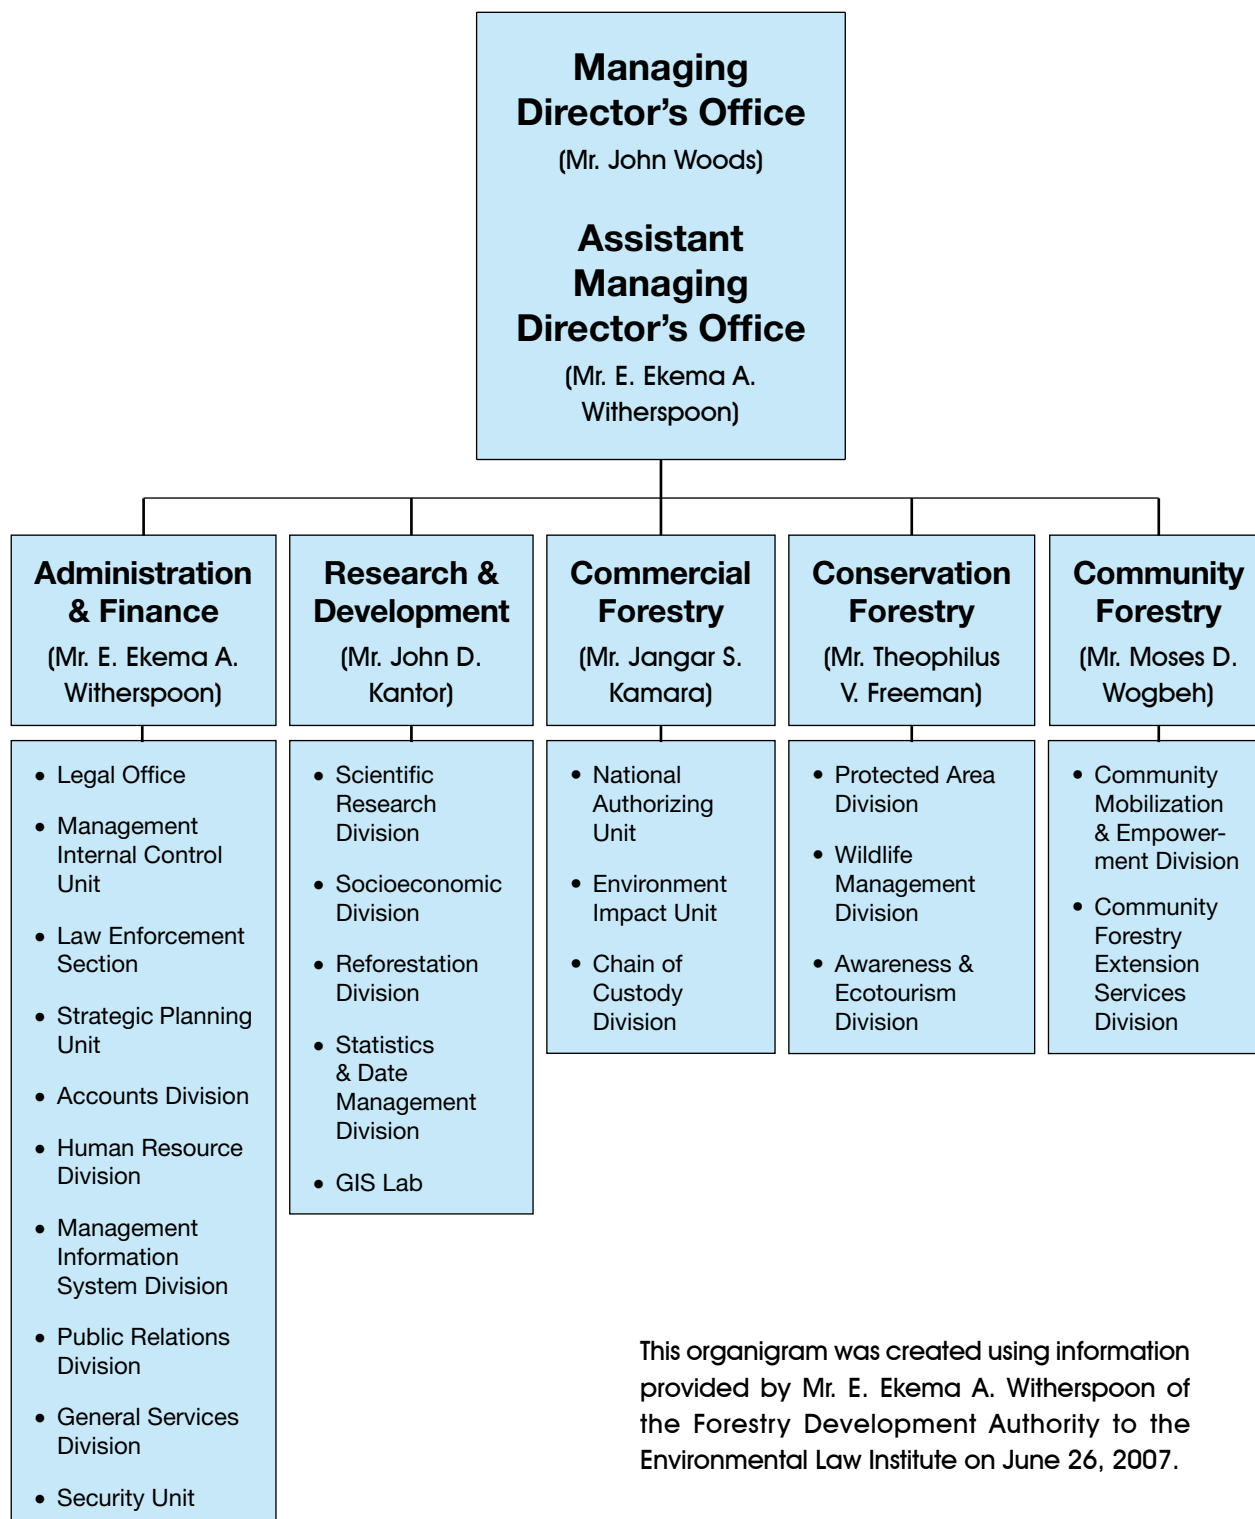 Managing
Director’s Office
(Mr. John Woods)
Assistant
Managing
Director’s Office
(Mr. E. Ekema A.
Witherspoon)
Administration
& Finance
(Mr. E. Ekema A.
Witherspoon)
• Legal Office
• Management
Internal Control
Unit
• Law Enforcement
Section
• Strategic Planning
Unit
• Accounts Division
• Human Resource
Division
• Management
Information
System Division
• Public Relations
Division
• General Services
Division
• Security Unit
Research &
Development
(Mr. John D.
Kantor)
• Scientific
Research
Division
• Socioeconomic
Division
• Reforestation
Division
• Statistics
& Date
Management
Division
• GIS Lab
Commercial
Forestry
(Mr. Jangar S.
Kamara)
• National
Authorizing
Unit
• Environment
Impact Unit
• Chain of
Custody
Division
Conservation
Forestry
(Mr. Theophilus
V. Freeman)
• Protected Area
Division
• Wildlife
Management
Division
• Awareness &
Ecotourism
Division
Community
Forestry
(Mr. Moses D.
Wogbeh)
• Community
Mobilization
& Empower-
ment Division
• Community
Forestry
Extension
Services
Division
This organigram was created using information
provided by Mr. E. Ekema A. Witherspoon of
the Forestry Development Authority to the
Environmental Law Institute on June 26, 2007.